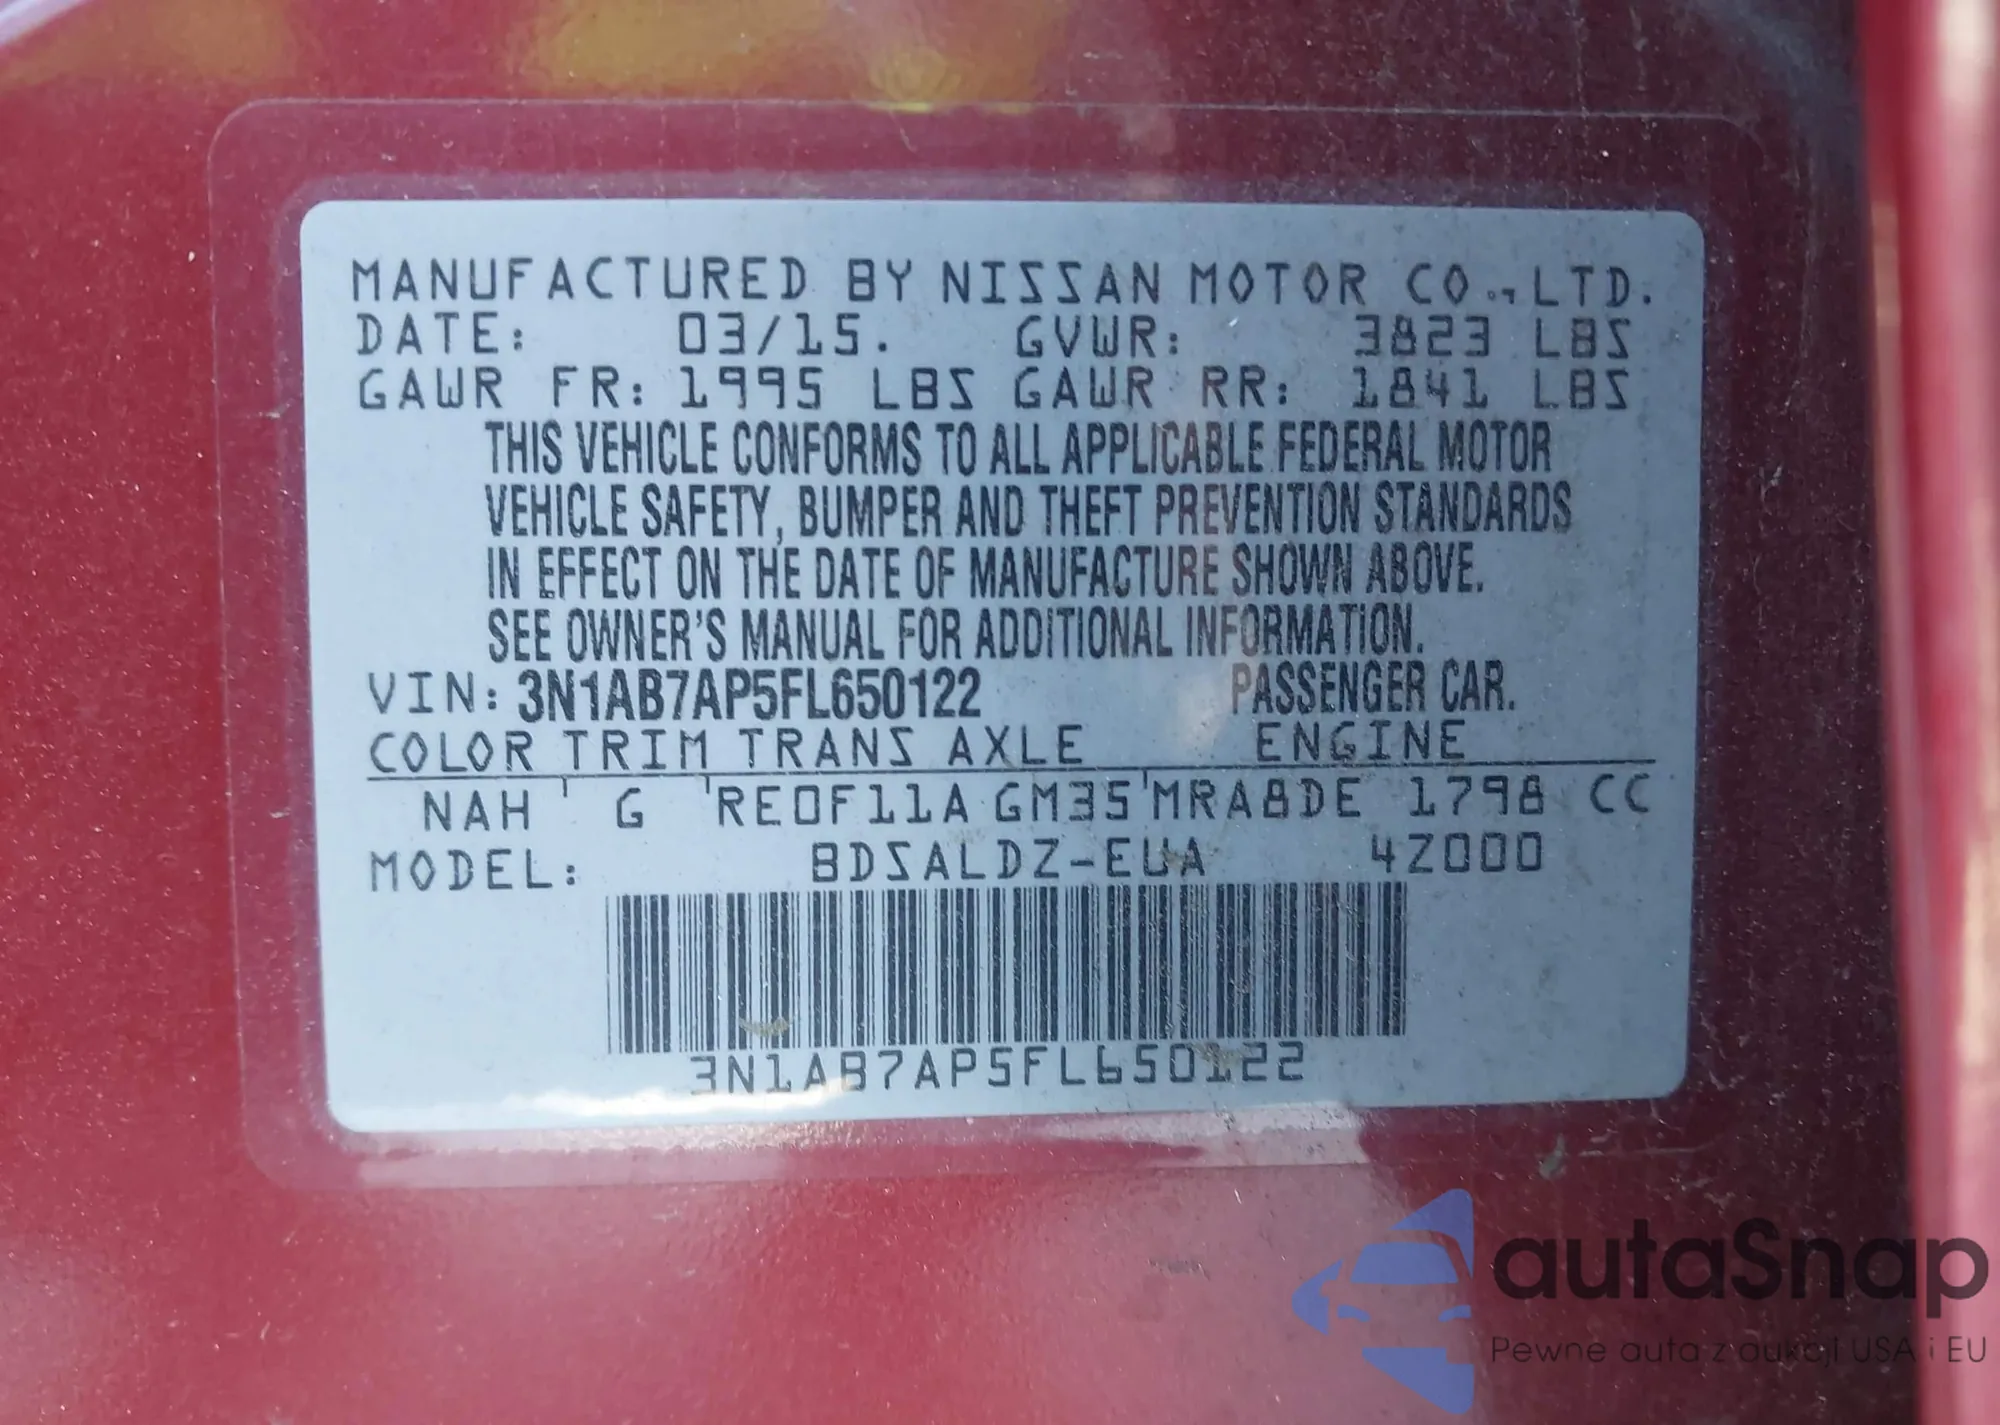 MANUFACTURED BY NISSAN MOTOR CO., LTD.
DATE: 03/15. GVWR: 3823 LBS
GAWR FR: 1995 LBS GAWR RR: 1841 LBS
THIS VEHICLE CONFORMS TO ALL APPLICABLE FEDERAL MOTOR
VEHICLE SAFETY, BUMPER AND THEFT PREVENTION STANDARDS
IN EFFECT ON THE DATE OF MANUFACTURE SHOWN ABOVE.
SEE OWNER'S MANUAL FOR ADDITIONAL INFORMATION.
VIN: 3N1AB7AP5FL650122 PASSENGER CAR.
COLOR TRIM TRANS AXLE ENGINE
NAH G RE0F11A GM35 MRA8DE 1798 CC
MODEL: BDSALDZ-EUA 4Z000
3N1AB7AP5FL650122
autaSnap
Pewne auta z aukcji USA i EU